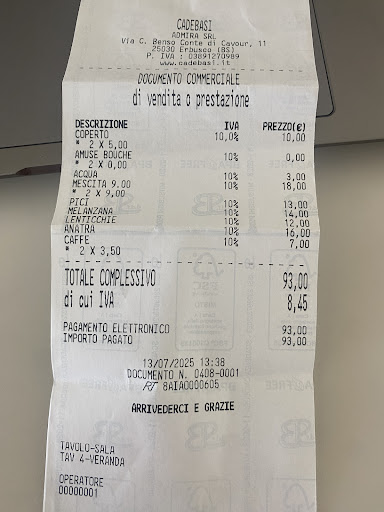 CADEBASI
ADMIRA SRL
Via C. Benso Conte di Cavour, 11
25030 Erbusco (BS)
P. IVA : 03891270989
www.cadebasi.it
DOCUMENTO COMMERCIALE
di vendita o prestazione
DESCRIZIONE IVA PREZZO(€)
COPERTO 10,0% 10,00
* 2 X 5,00
AMUSE BOUCHE 10% 0,00
* 2 X 0,00
ACQUA 10% 3,00
MESCITA 9.00 10% 18,00
* 2 X 9,00
PICI 10% 13,00
MELANZANA 10% 14,00
LENTICCHIE 10% 12,00
ANATRA 10% 16,00
CAFFE 10% 7,00
* 2 X 3,50
TOTALE COMPLESSIVO 93,00
di cui IVA 8,45
PAGAMENTO ELETTRONICO 93,00
IMPORTO PAGATO 93,00
13/07/2025 13:38
DOCUMENTO N. 0408-0001
RT 8AIA0000605
ARRIVEDERCI E GRAZIE
TAVOLO-SALA
TAV 4-VERANDA
OPERATORE
00000001